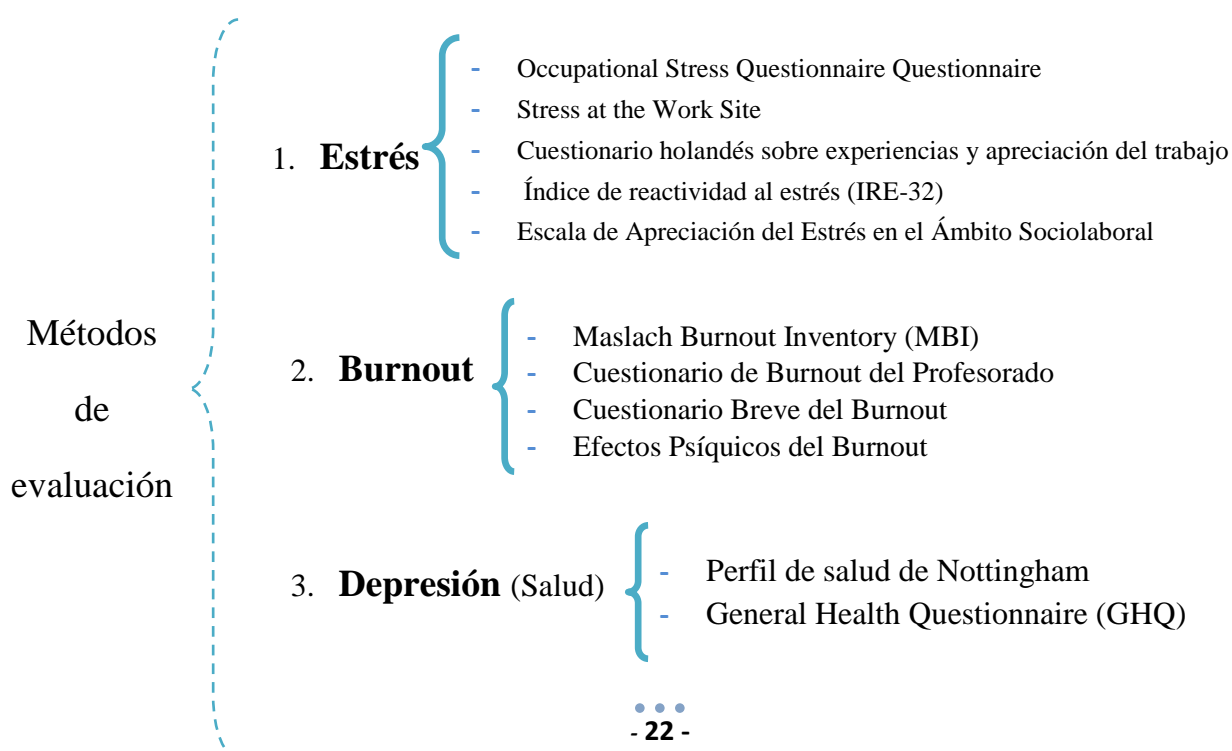 Métodos
de
evaluación
1. Estrés
- Occupational Stress Questionnaire Questionnaire
- Stress at the Work Site
- Cuestionario holandés sobre experiencias y apreciación del trabajo
- Índice de reactividad al estrés (IRE-32)
- Escala de Apreciación del Estrés en el Ámbito Sociolaboral
2. Burnout
- Maslach Burnout Inventory (MBI)
- Cuestionario de Burnout del Profesorado
- Cuestionario Breve del Burnout
- Efectos Psíquicos del Burnout
3. Depresión (Salud)
- Perfil de salud de Nottingham
- General Health Questionnaire (GHQ)
- 22 -